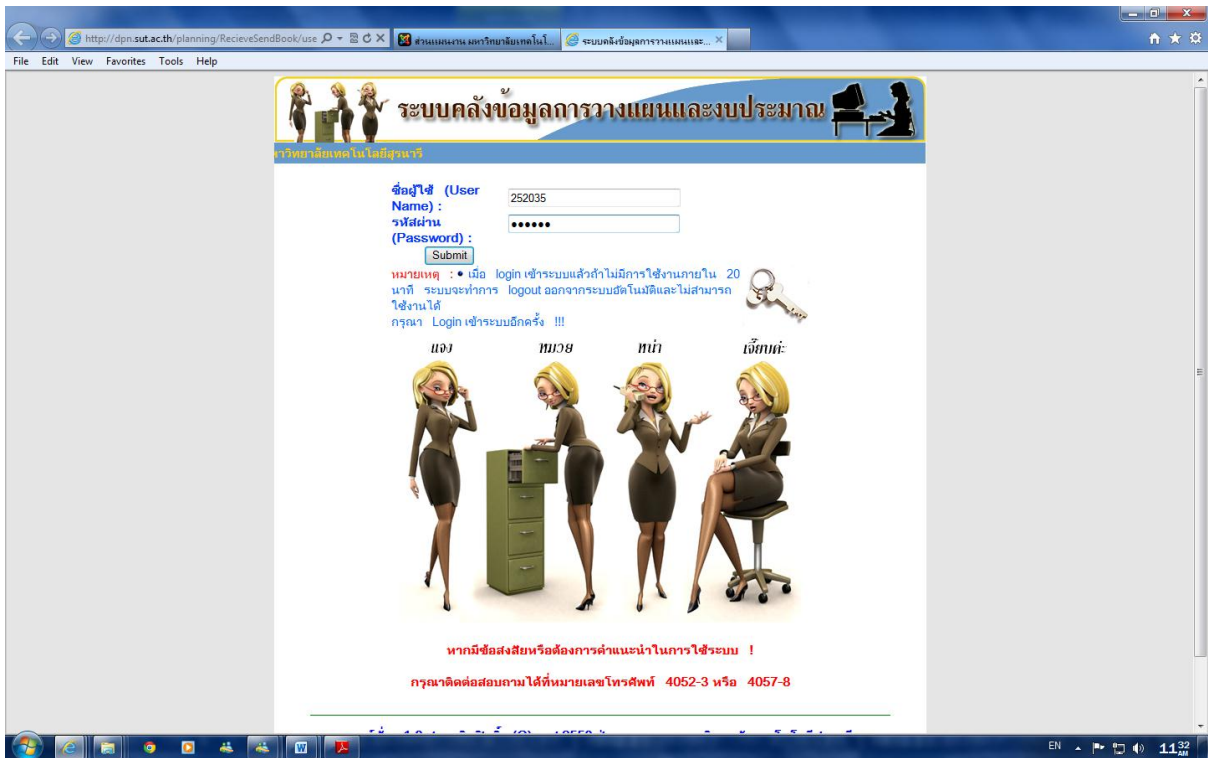 http://dpn.sut.ac.th/planning/RecieveSendBook/use
ส่วนแผนงาน มหาวิทยาลัยเทคโนโ...
ระบบคลังข้อมูลการวางแผนและ...
File Edit View Favorites Tools Help
ระบบคลังข้อมูลการวางแผนและงบประมาณ
าวิทยาลัยเทคโนโลยีสุรนารี
ชื่อผู้ใช้ (User
Name) :
252035
รหัสผ่าน
(Password) :
••••••
Submit
หมายเหตุ : • เมื่อ login เข้าระบบแล้วถ้าไม่มีการใช้งานภายใน 20
นาที ระบบจะทำการ logout ออกจากระบบอัตโนมัติและไม่สามารถ
ใช้งานได้
กรุณา Login เข้าระบบอีกครั้ง !!!
แจง หมวย หน่า เจี๊ยบค่ะ
หากมีข้อสงสัยหรือต้องการคำแนะนำในการใช้ระบบ !
กรุณาติดต่อสอบถามได้ที่หมายเลขโทรศัพท์ 4052-3 หรือ 4057-8
EN 11 32 AM